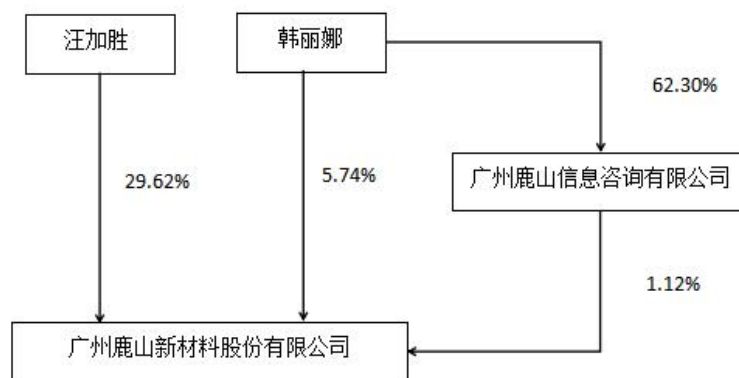 汪加胜
韩丽娜
62.30%
29.62%
5.74%
广州鹿山信息咨询有限公司
1.12%
广州鹿山新材料股份有限公司